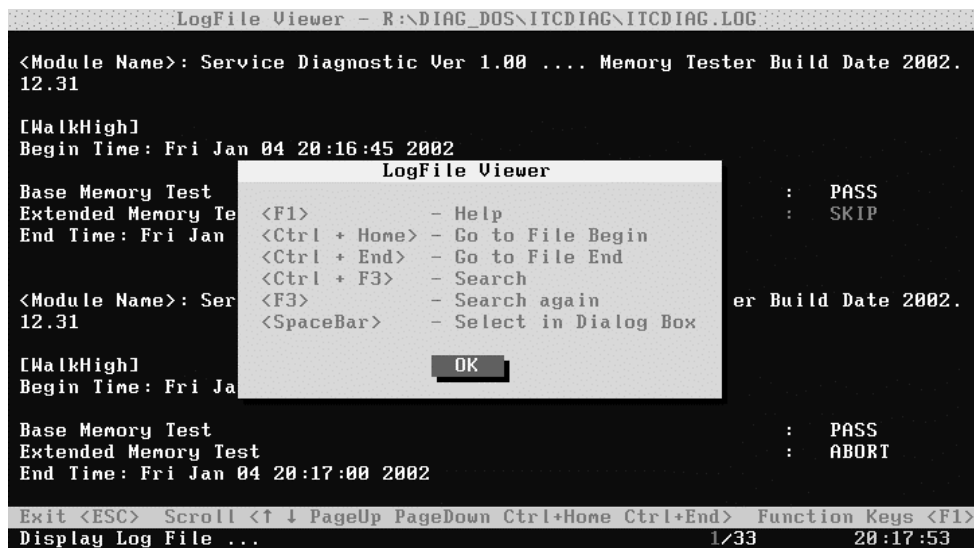 LogFile Viewer - R:\DIAG_DOS\ITCDIAG\ITCDIAG.LOG
<Module Name>: Service Diagnostic Ver 1.00 .... Memory Tester Build Date 2002.
12.31
[WalkHigh]
Begin Time: Fri Jan 04 20:16:45 2002
Base Memory Test : PASS
Extended Memory Te : SKIP
End Time: Fri Jan
<Module Name>: Ser er Build Date 2002.
12.31
[WalkHigh]
Begin Time: Fri Ja
LogFile Viewer
<F1> - Help
<Ctrl + Home> - Go to File Begin
<Ctrl + End> - Go to File End
<Ctrl + F3> - Search
<F3> - Search again
<SpaceBar> - Select in Dialog Box
OK
Base Memory Test : PASS
Extended Memory Test : ABORT
End Time: Fri Jan 04 20:17:00 2002
Exit <ESC> Scroll <↑ ↓ PageUp PageDown Ctrl+Home Ctrl+End> Function Keys <F1>
Display Log File ... 1/33 20:17:53